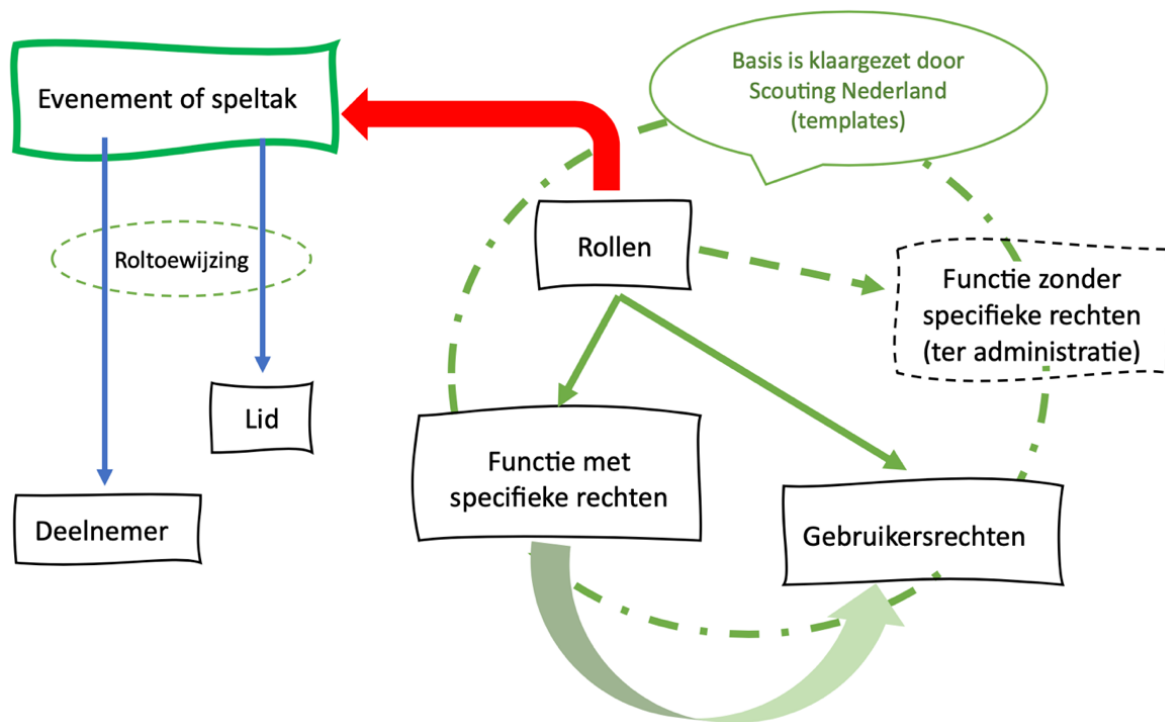 Evenement of speltak
Basis is klaargezet door
Scouting Nederland
(templates)
Roltoewijzing
Rollen
Functie zonder
specifieke rechten
(ter administratie)
Lid
Functie met
specifieke rechten
Deelnemer
Gebruikersrechten